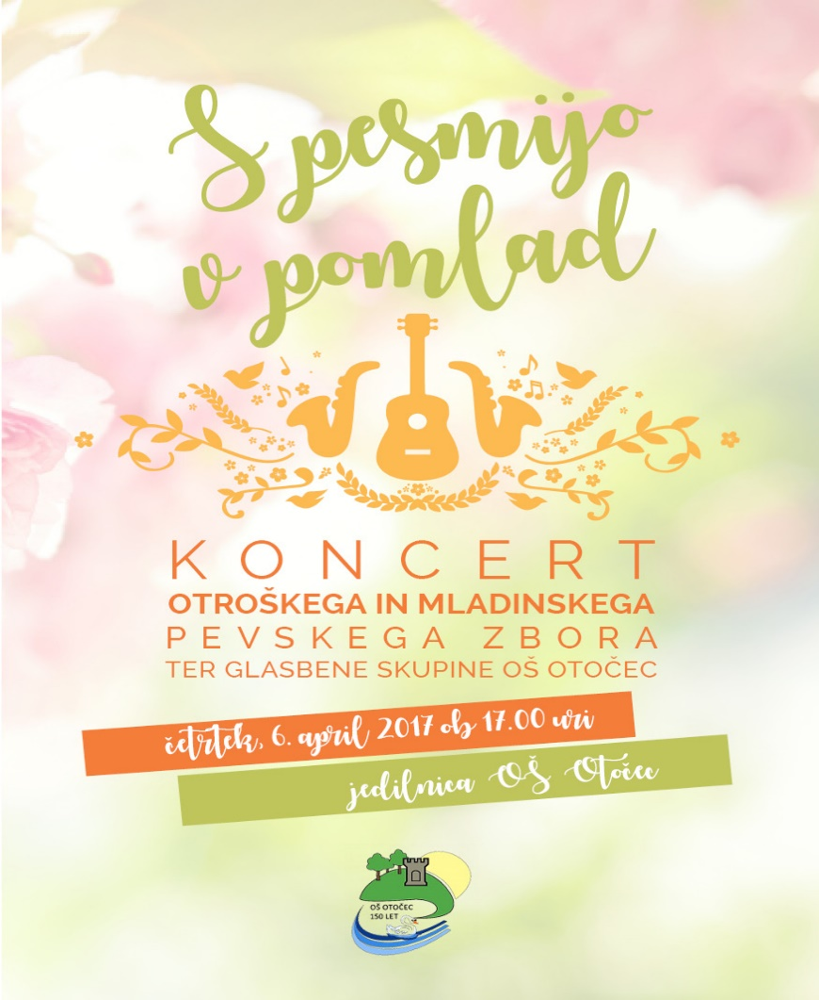 S pesmijo
v pomlad
KONCERT
OTROŠKEGA IN MLADINSKEGA
PEVSKEGA ZBORA
TER GLASBENE SKUPINE OŠ OTOČEC
četrtek, 6. april 2017 ob 17.00 uri
jedilnica OŠ Otočec
OŠ OTOČEC
150 LET